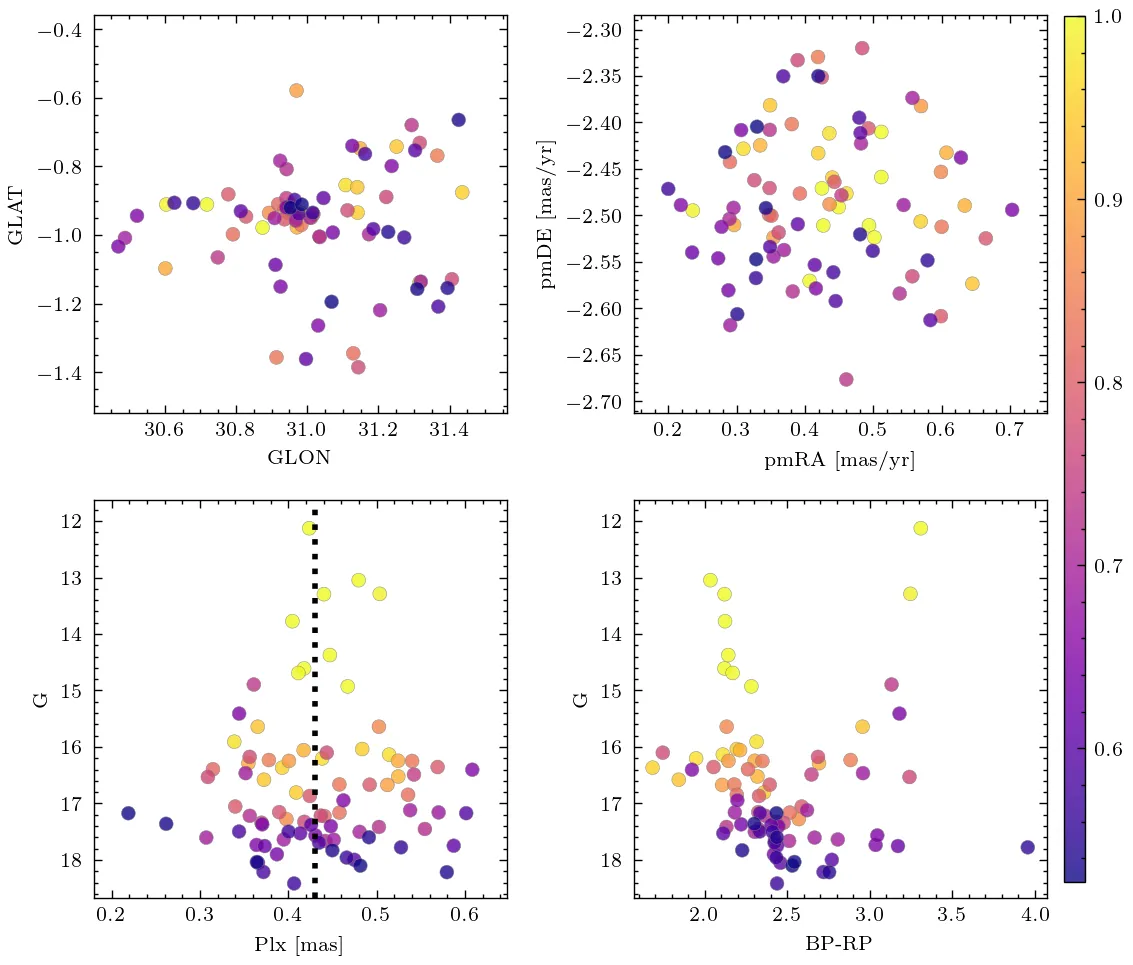 −0.4
−0.6
−0.8
−1.0
−1.2
−1.4
GLAT
30.6 30.8 31.0 31.2 31.4
GLON
−2.30
−2.35
−2.40
−2.45
−2.50
−2.55
−2.60
−2.65
−2.70
pmDE [mas/yr]
0.2 0.3 0.4 0.5 0.6 0.7
pmRA [mas/yr]
12
13
14
15
16
17
18
G
0.2 0.3 0.4 0.5 0.6
Plx [mas]
12
13
14
15
16
17
18
G
2.0 2.5 3.0 3.5 4.0
BP-RP
1.0
0.9
0.8
0.7
0.6